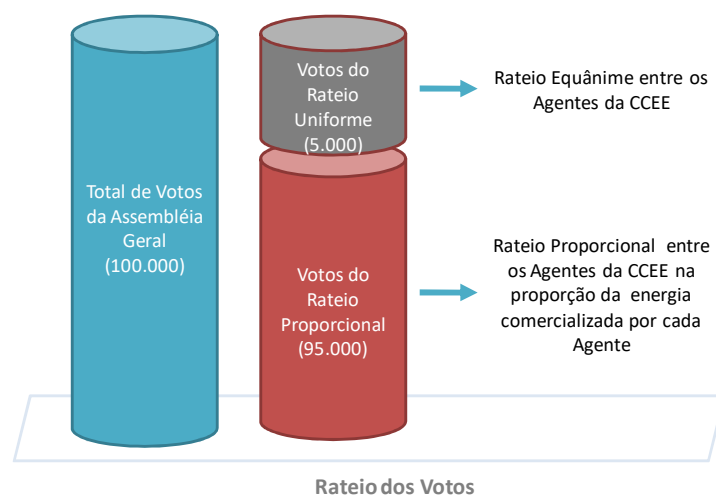 Total de Votos
da Assembléia
Geral
(100.000)
Votos do
Rateio
Uniforme
(5.000)
Rateio Equânime entre os
Agentes da CCEE
Votos do
Rateio
Proporcional
(95.000)
Rateio Proporcional entre
os Agentes da CCEE na
proporção da energia
comercializada por cada
Agente
Rateio dos Votos